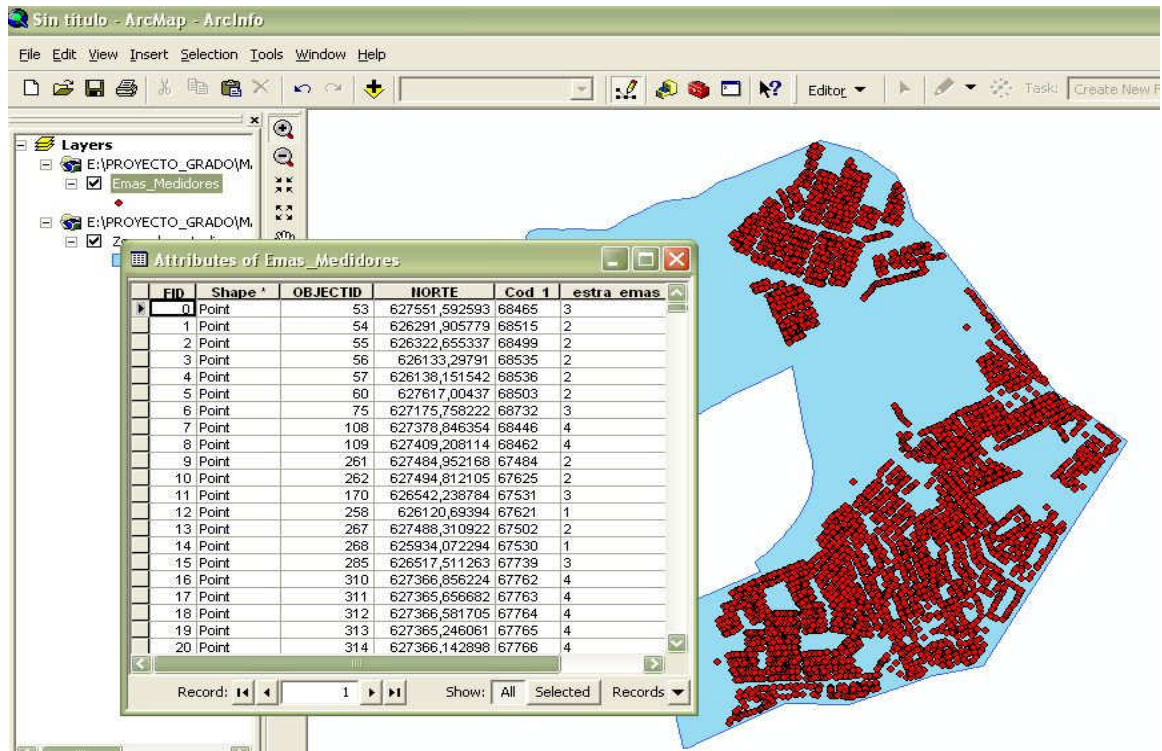 Sin título - ArcMap - ArcInfo
File Edit View Insert Selection Tools Window Help
Editor Task: Create New F
Layers
E:\PROYECTO_GRADO\M
Emas_Medidores
E:\PROYECTO_GRADO\M
Attributes of Emas_Medidores
FID Shape * OBJECTID NORTE Cod_1 estra_emas
0 Point 53 627551,592593 68465 3
1 Point 54 626291,905779 68515 2
2 Point 55 626322,655337 68499 2
3 Point 56 626133,29791 68535 2
4 Point 57 626138,151542 68536 2
5 Point 60 627617,00437 68503 2
6 Point 75 627175,758222 68732 3
7 Point 108 627378,846354 68446 4
8 Point 109 627409,208114 68462 4
9 Point 261 627484,952168 67484 2
10 Point 262 627494,812105 67625 2
11 Point 170 626542,238784 67531 3
12 Point 258 626120,69394 67621 1
13 Point 267 627488,310922 67502 2
14 Point 268 625934,072294 67530 1
15 Point 285 626517,511263 67739 3
16 Point 310 627366,856224 67762 4
17 Point 311 627365,656682 67763 4
18 Point 312 627366,581705 67764 4
19 Point 313 627365,246061 67765 4
20 Point 314 627366,142898 67766 4
Record: 1 Show: All Selected Records